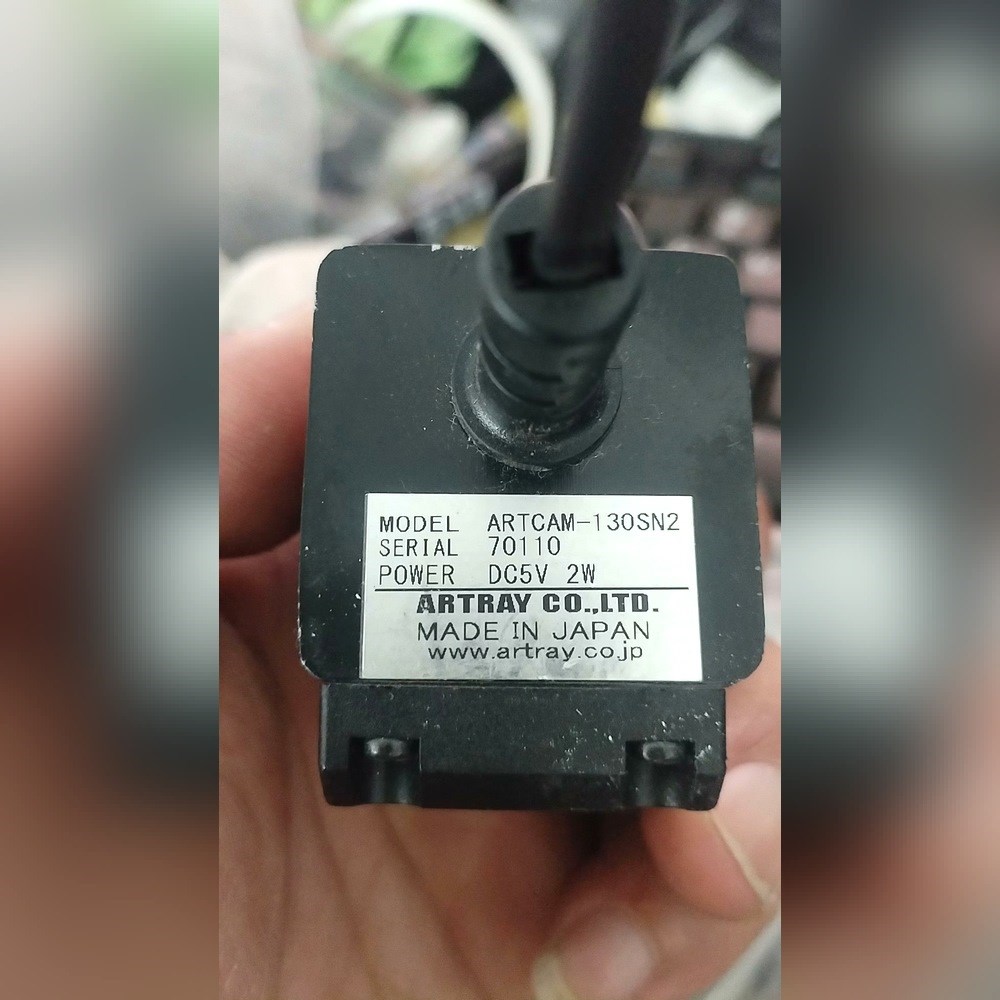 MODEL ARTCAM-130SN2
SERIAL 70110
POWER DC5V 2W
ARTRAY CO.,LTD.
MADE IN JAPAN
www.artray.co.jp